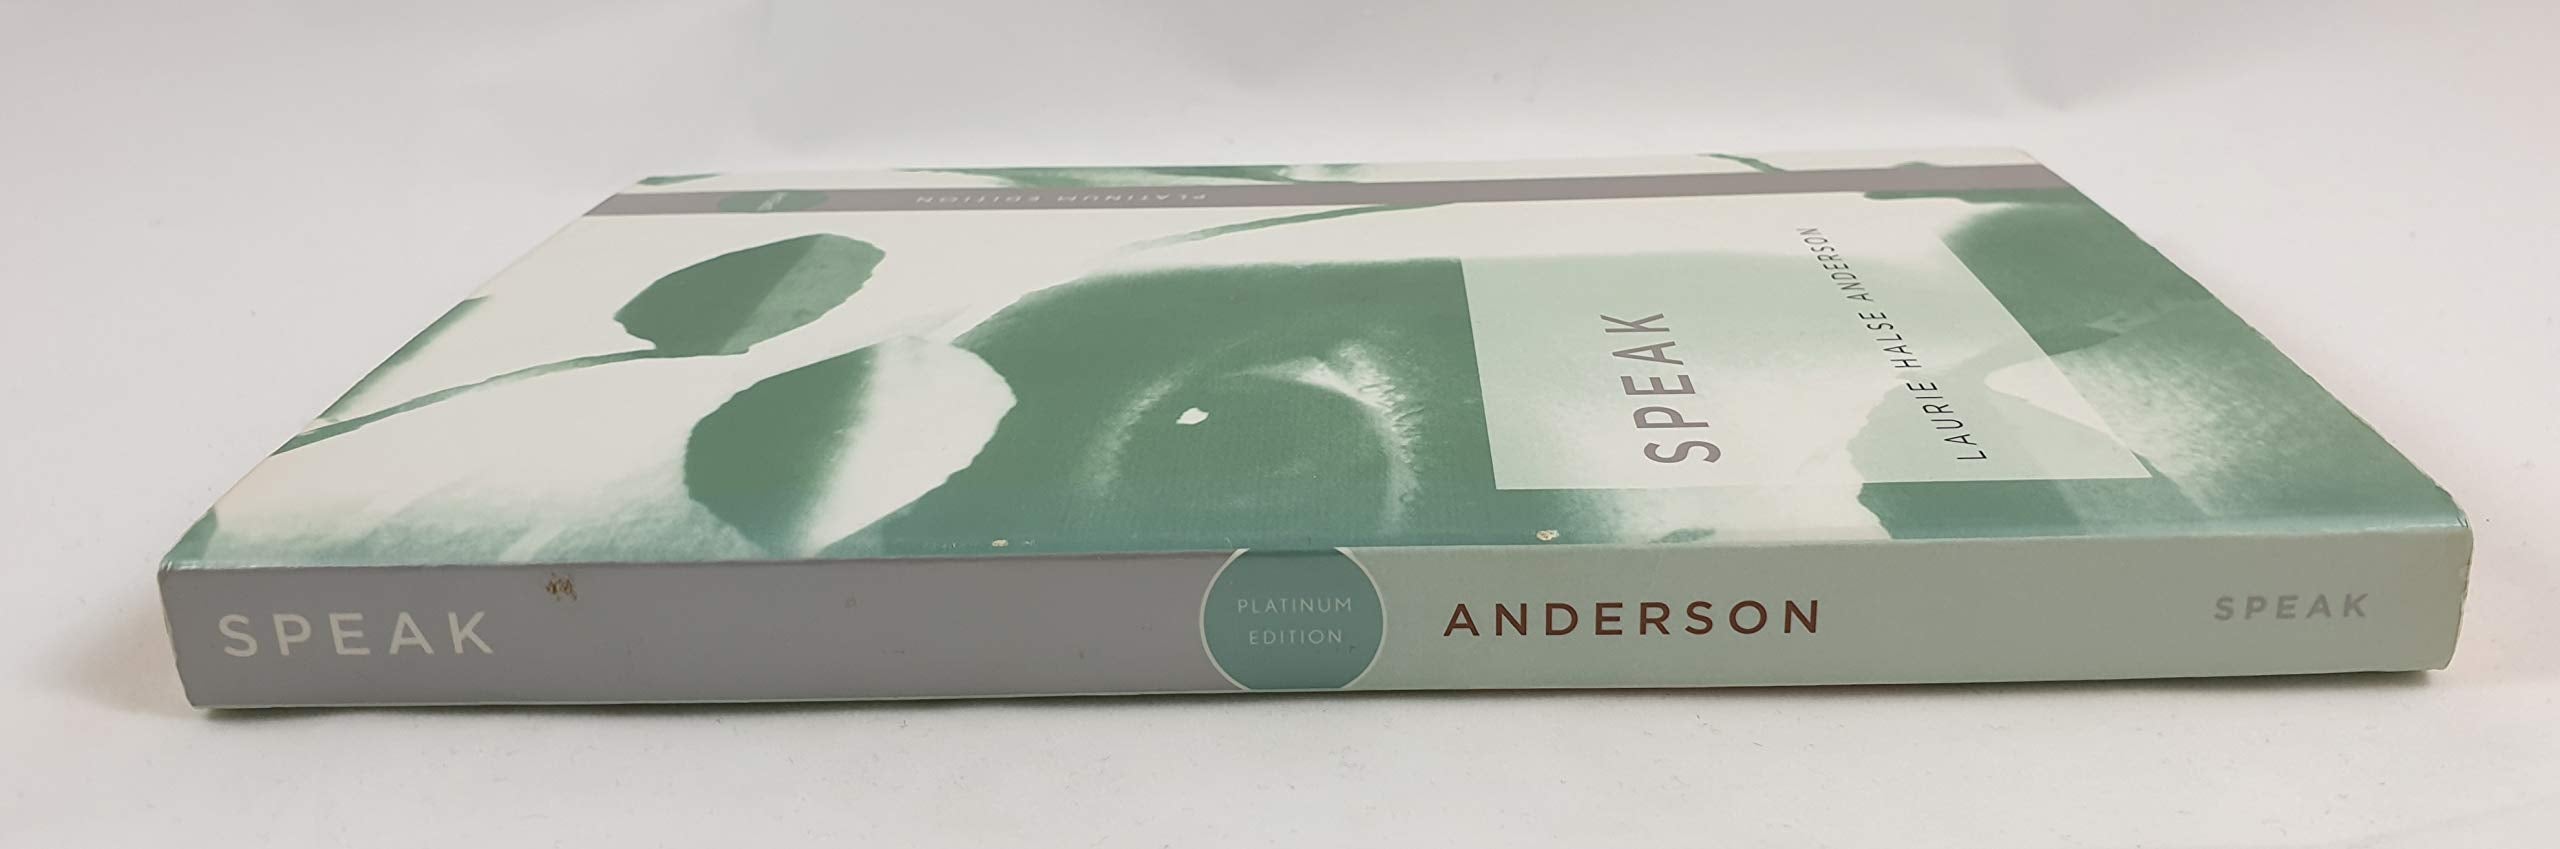 PLATINUM EDITION
SPEAK
LAURIE HALSE ANDERSON
SPEAK
PLATINUM
EDITION
ANDERSON
SPEAK